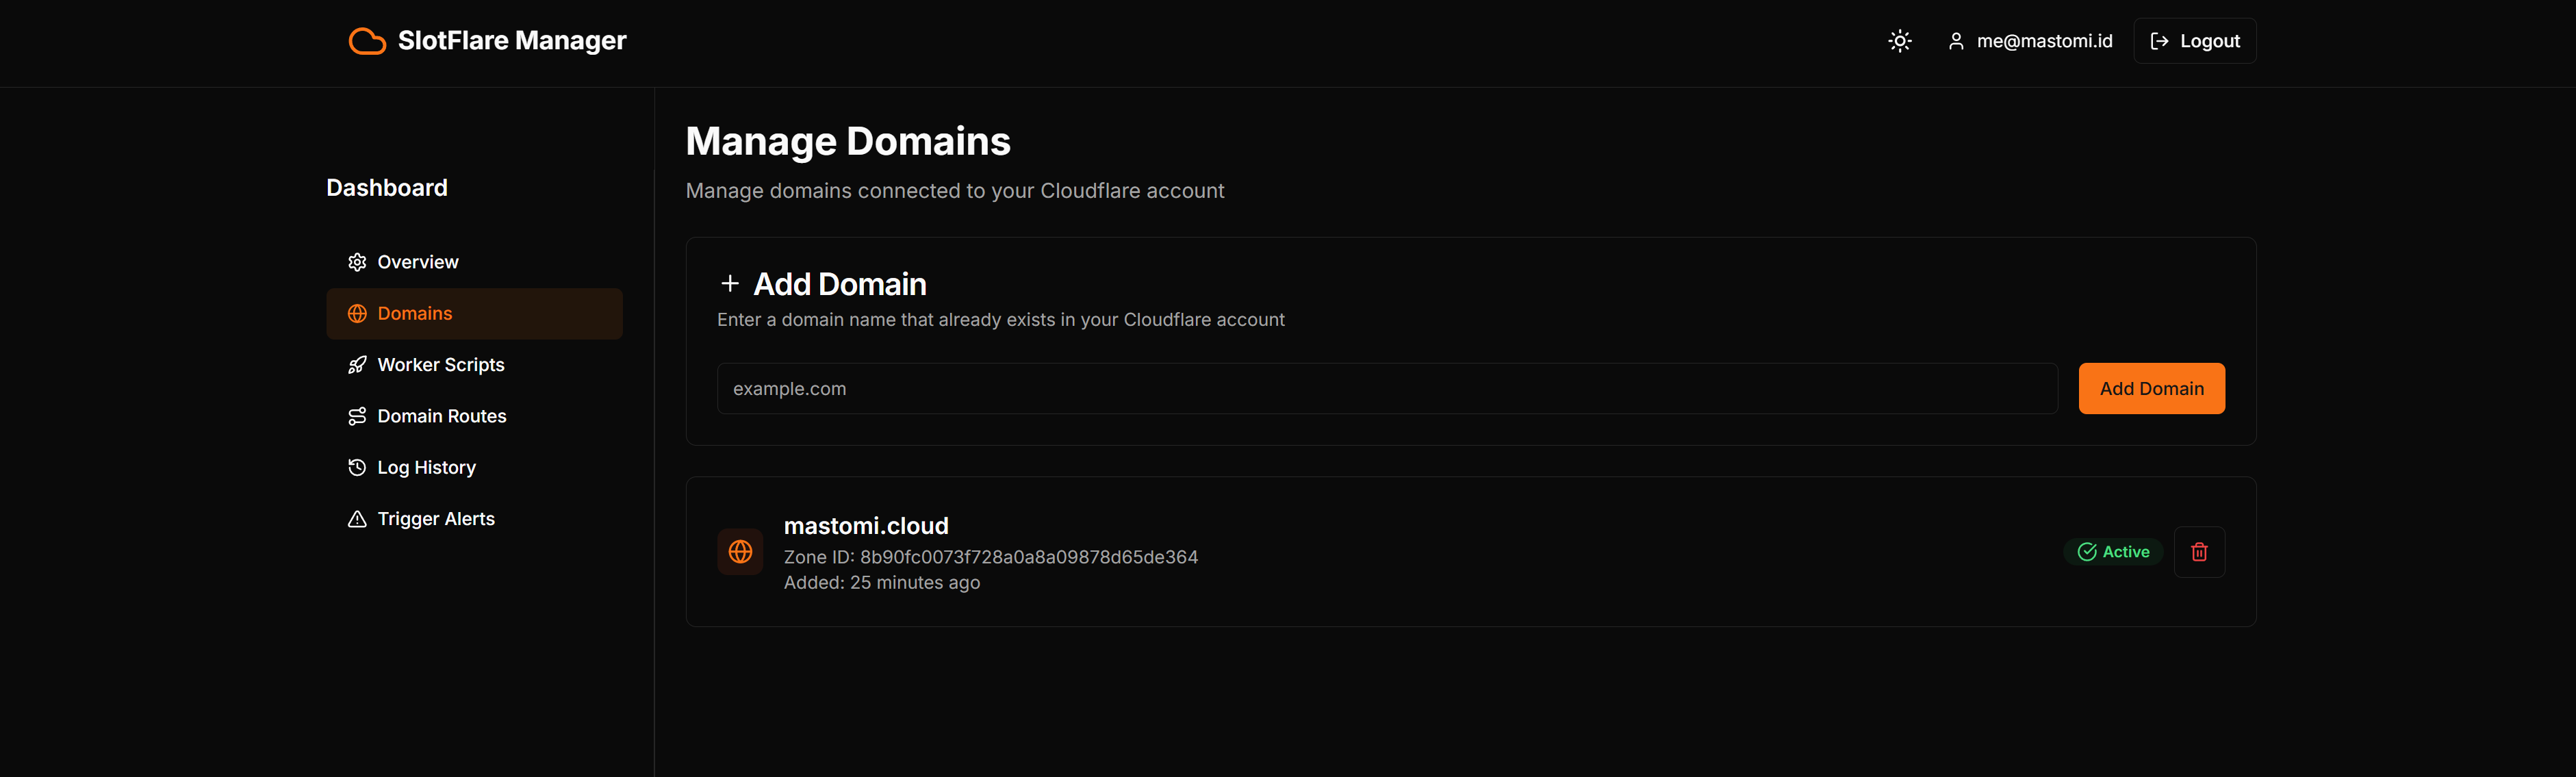 SlotFlare Manager
me@mastomi.id
Logout
Dashboard
Overview
Domains
Worker Scripts
Domain Routes
Log History
Trigger Alerts
Manage Domains
Manage domains connected to your Cloudflare account
+ Add Domain
Enter a domain name that already exists in your Cloudflare account
example.com
Add Domain
mastomi.cloud
Zone ID: 8b90fc0073f728a0a8a09878d65de364
Added: 25 minutes ago
Active